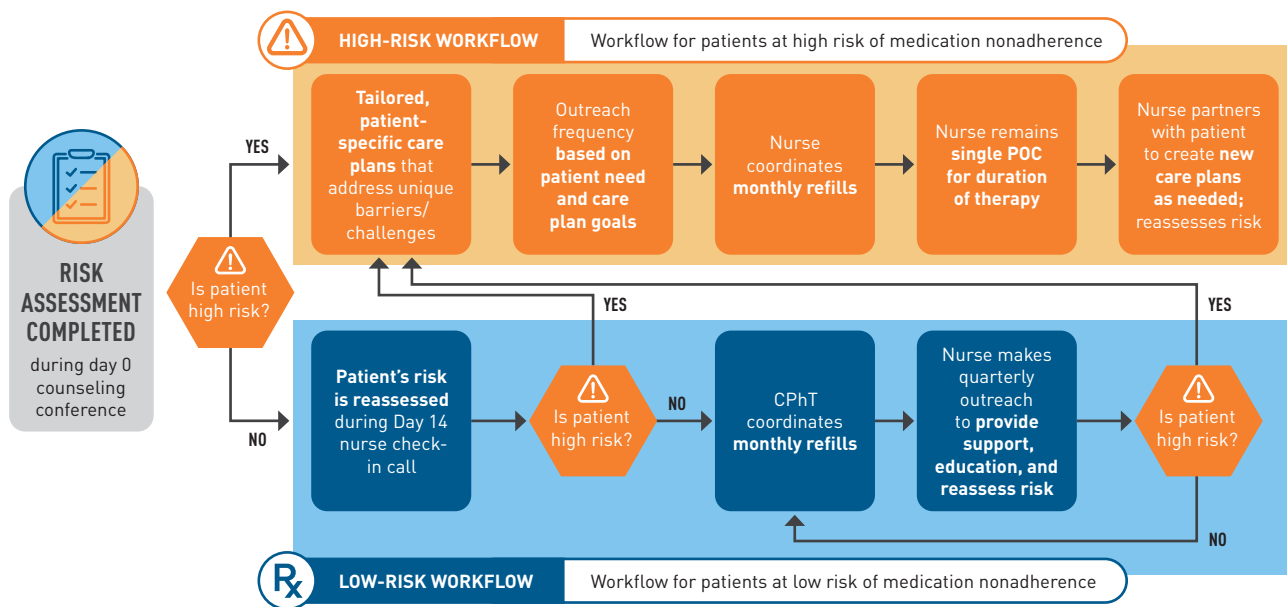 HIGH-RISK WORKFLOW
Workflow for patients at high risk of medication nonadherence
RISK
ASSESSMENT
COMPLETED
during day 0
counseling
conference
Is patient
high risk?
YES
NO
Tailored,
patient-
specific care
plans that
address unique
barriers/
challenges
Outreach
frequency
based on
patient need
and care
plan goals
Nurse
coordinates
monthly refills
Nurse remains
single POC
for duration
of therapy
Nurse partners
with patient
to create new
care plans
as needed;
reassesses risk
Patient’s risk
is reassessed
during Day 14
nurse check-
in call
Is patient
high risk?
YES
NO
CPhT
coordinates
monthly refills
Nurse makes
quarterly
outreach
to provide
support,
education, and
reassess risk
Is patient
high risk?
YES
NO
Rx
LOW-RISK WORKFLOW
Workflow for patients at low risk of medication nonadherence